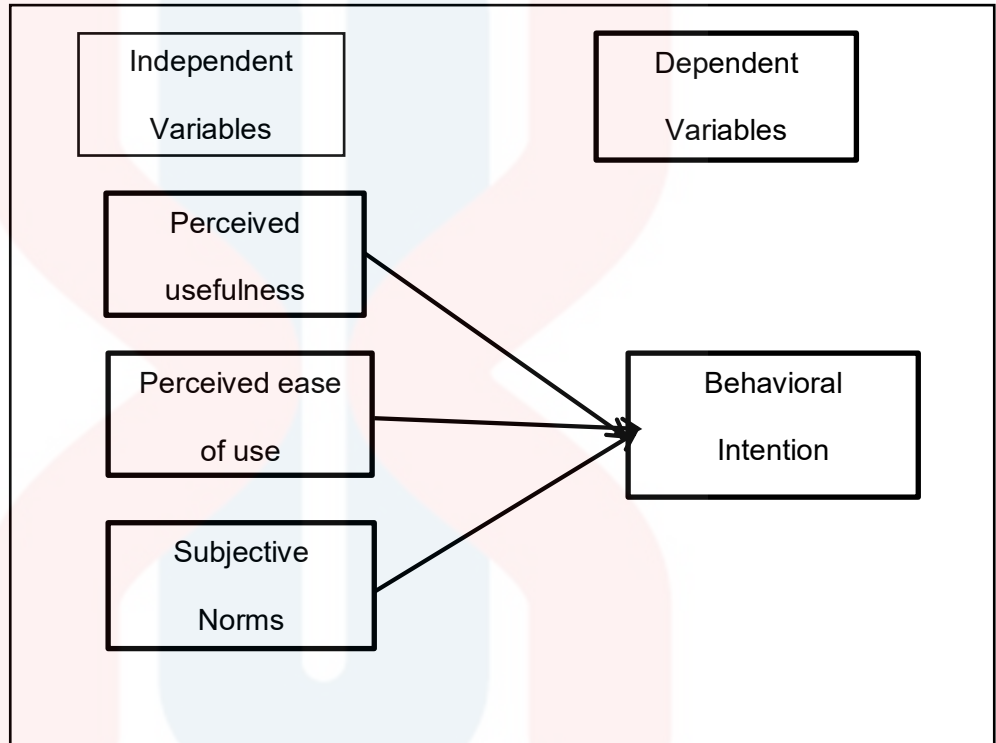 Independent
Variables
Dependent
Variables
Perceived
usefulness
Perceived ease
of use
Behavioral
Intention
Subjective
Norms